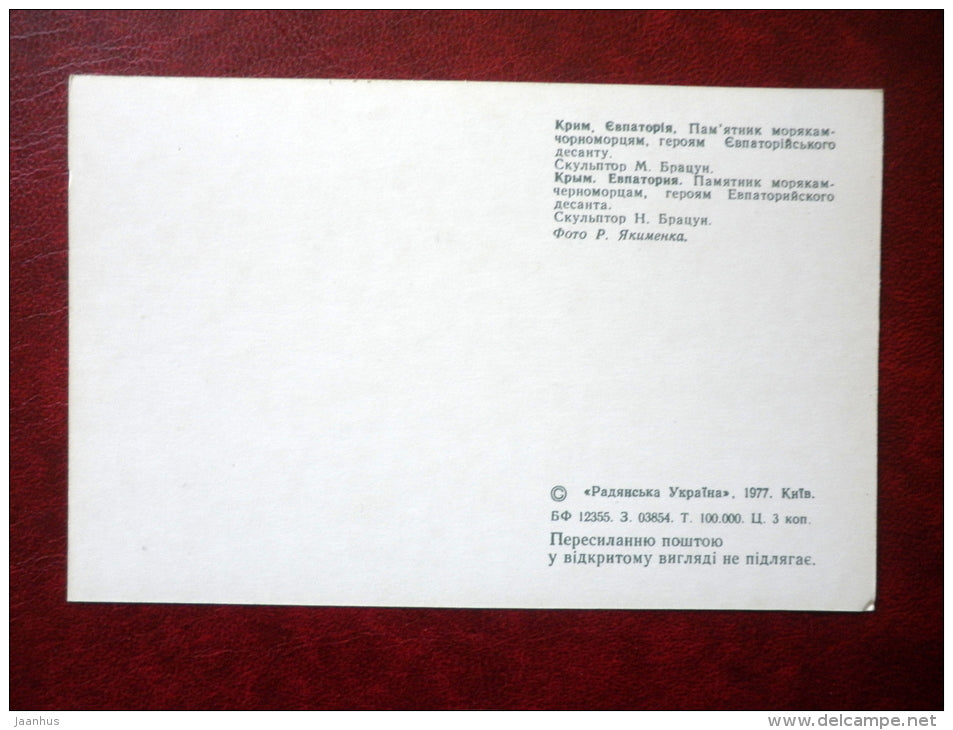 Крим, Євпаторія. Пам'ятник морякам-
чорноморцям, героям Євпаторійського
десанту.
Скульптор М. Брацун.
Крым. Евпатория. Памятник морякам-
черноморцам, героям Евпаторийского
десанта.
Скульптор Н. Брацун.
Фото Р. Якименка.
© «Радянська Україна», 1977. Київ.
БФ 12355. З. 03854. Т. 100.000. Ц. 3 коп.
Пересиланню поштою
у відкритому вигляді не підлягає.
jaanhus
www.delcampe.net